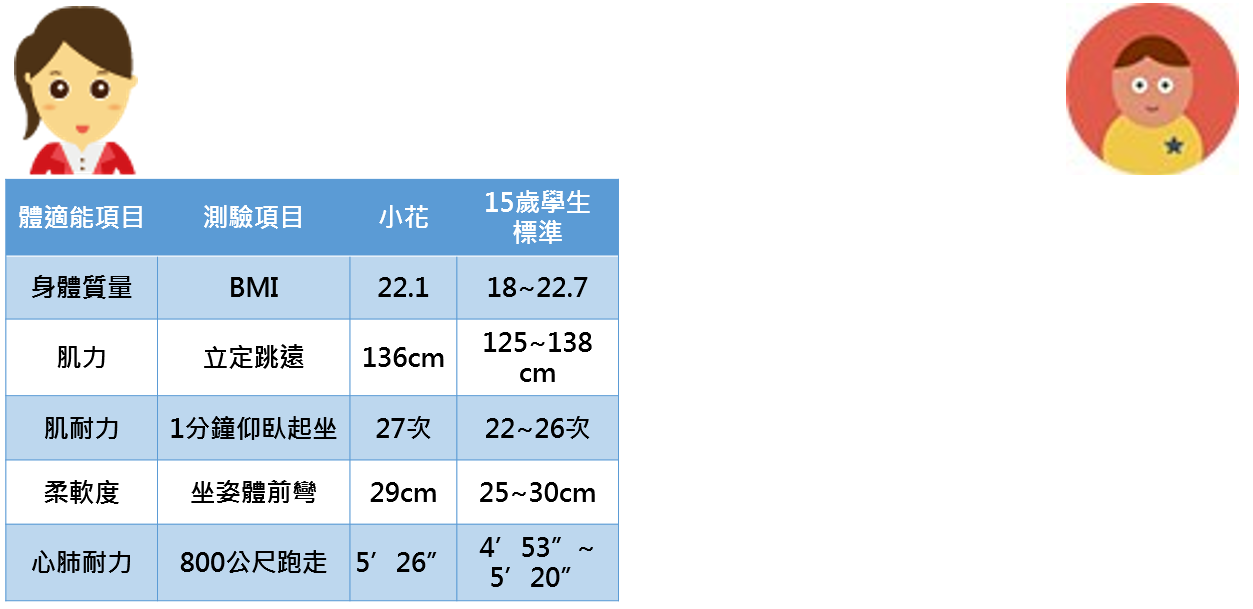 體適能項目 測驗項目 小花 15歲學生
標準
身體質量 BMI 22.1 18~22.7
肌力 立定跳遠 136cm 125~138
cm
肌耐力 1分鐘仰臥起坐 27次 22~26次
柔軟度 坐姿體前彎 29cm 25~30cm
心肺耐力 800公尺跑走 5′26″ 4′53″~
5′20″